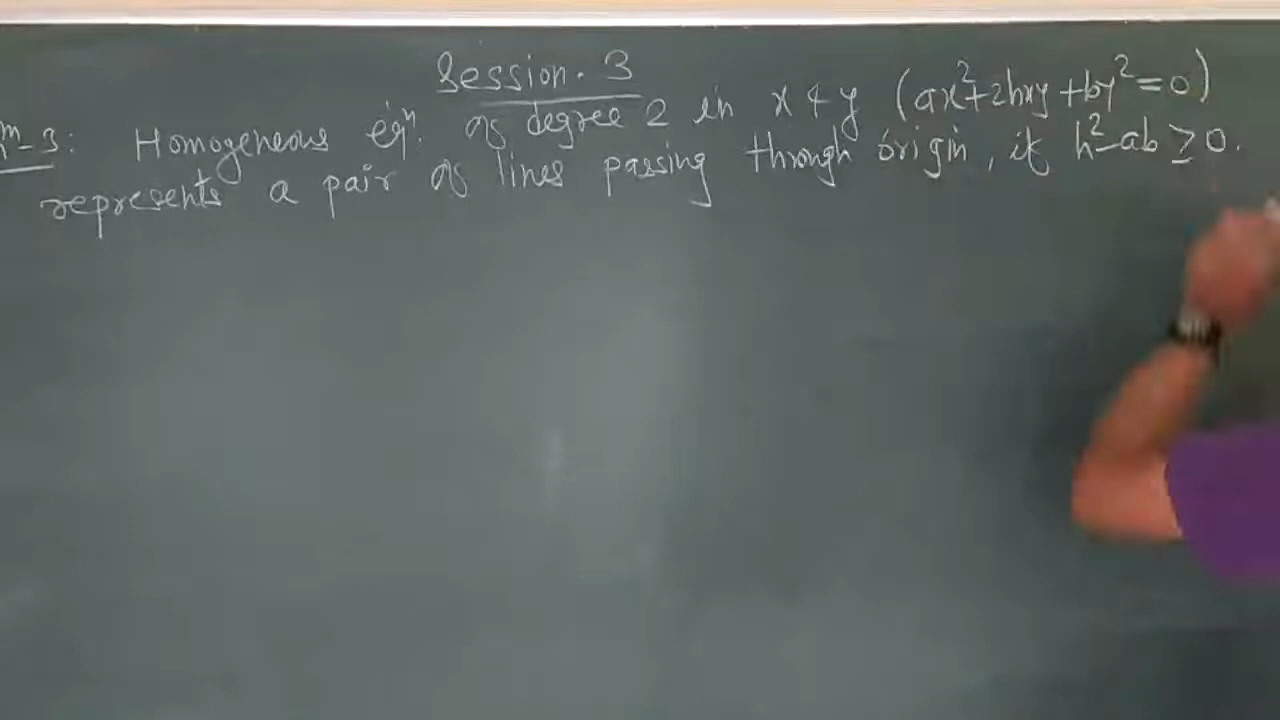 Session. 3
m-3: Homogeneous eqn. of degree 2 in x & y (ax²+2hxy+by²=0)
represents a pair of lines passing through origin, if h²-ab ≥ 0.